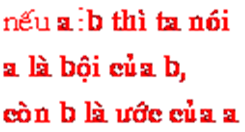 nếu a ⋮ b thì ta nói
a là bội của b,
còn b là ước của a